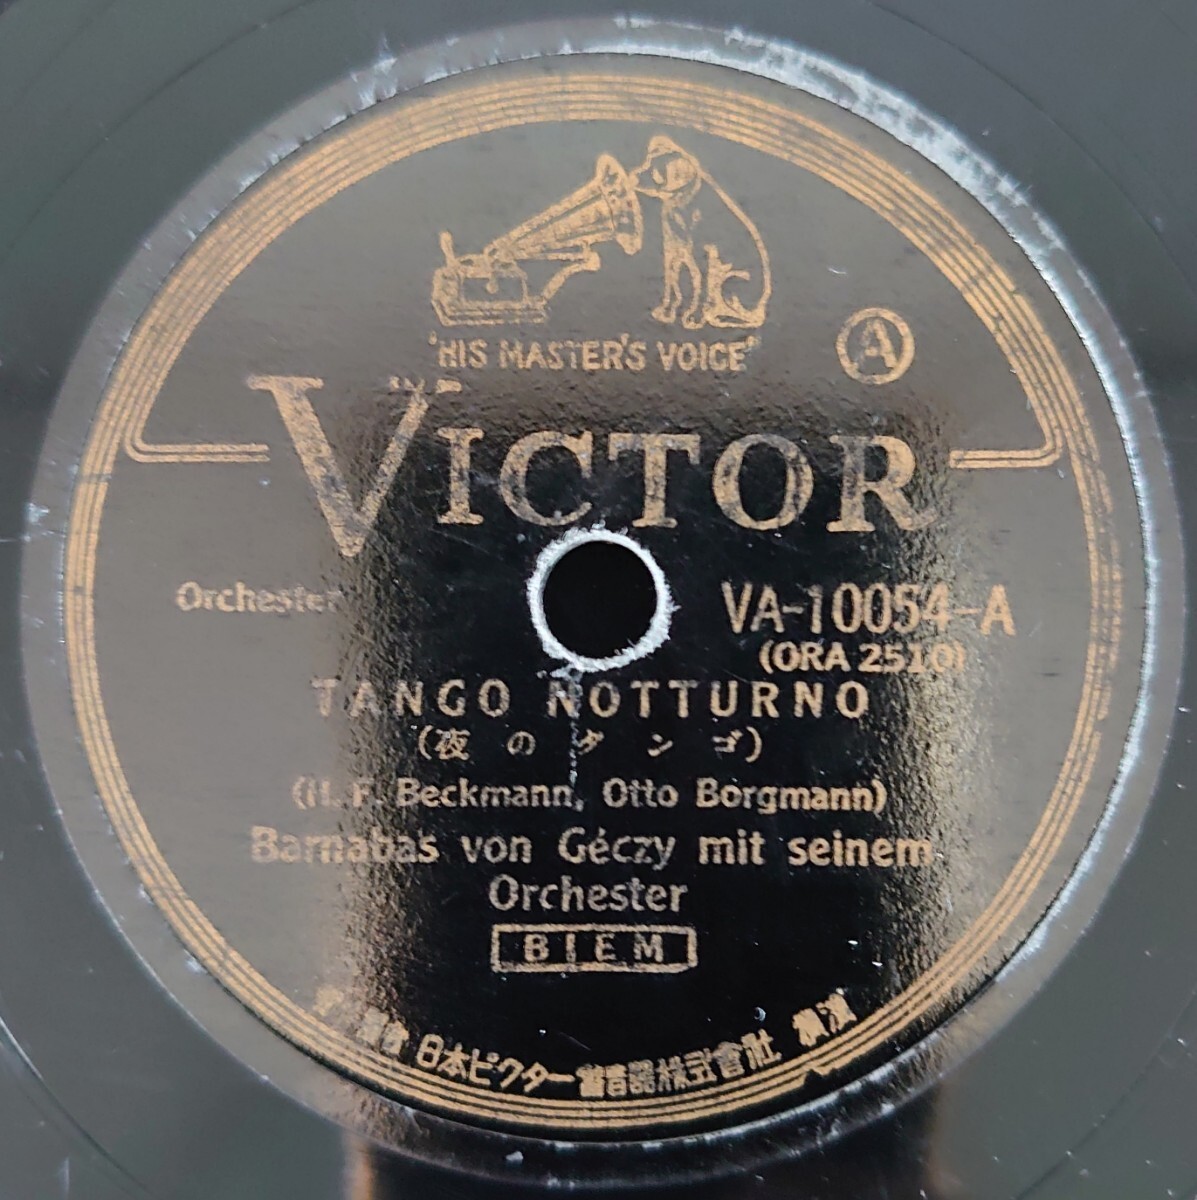 'HIS MASTER'S VOICE'
A
VICTOR
Orchester
VA-10054-A
(ORA 2510)
TANGO NOTTURNO
(夜のタンゴ)
(H. F. Beckmann, Otto Borgmann)
Barnabas von Géczy mit seinem
Orchester
BIEM
日本ビクター蓄音器株式會社 横濱